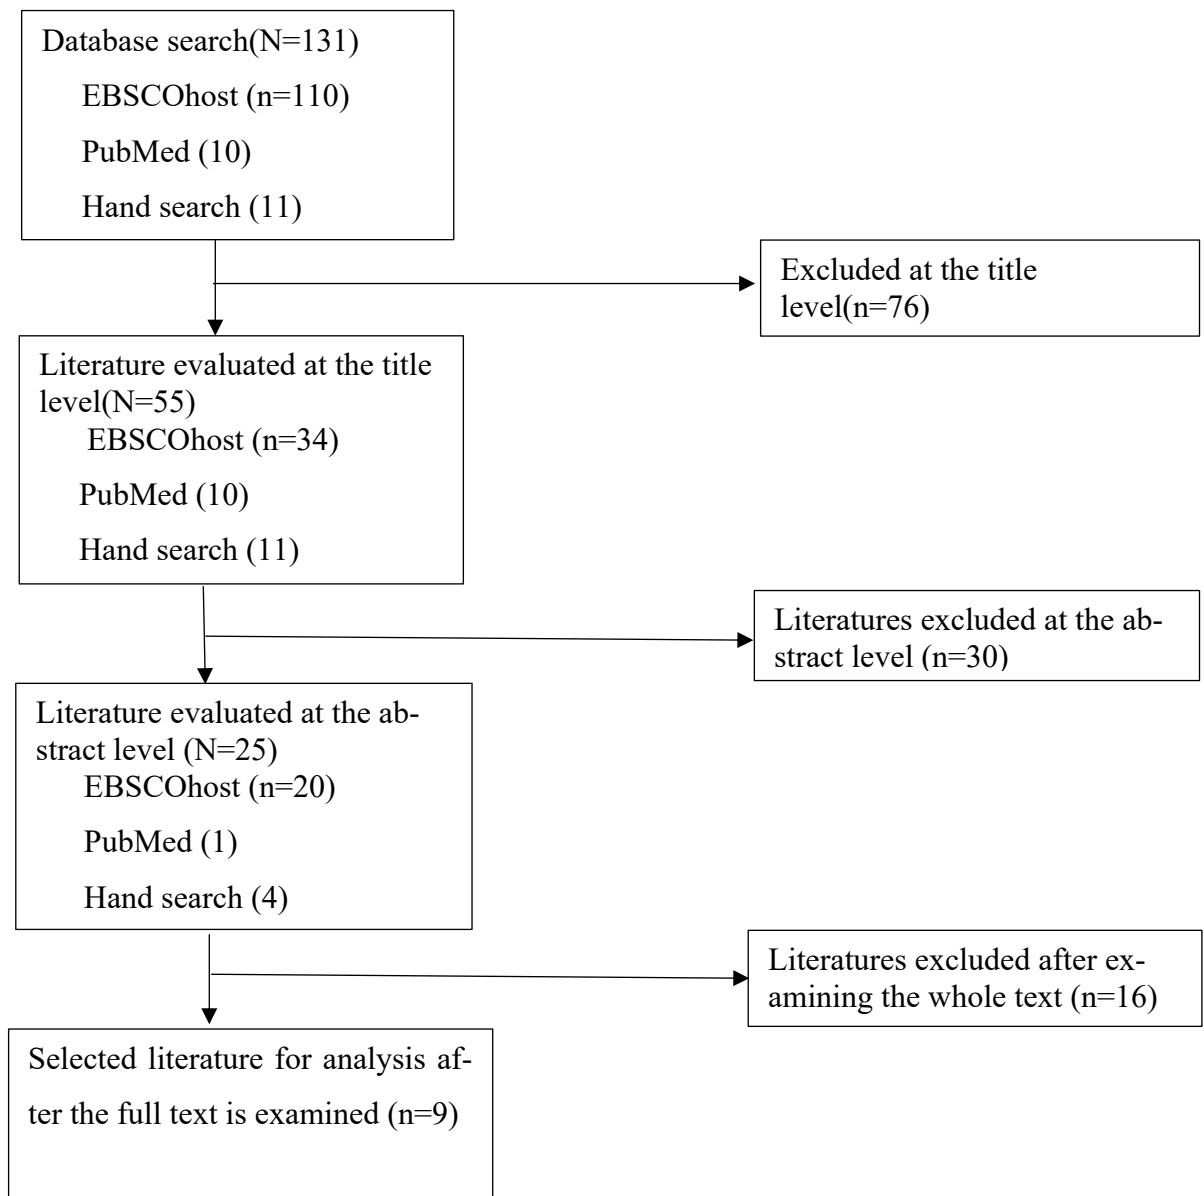 Database search(N=131)
EBSCOhost (n=110)
PubMed (10)
Hand search (11)
Excluded at the title
level(n=76)
Literature evaluated at the title
level(N=55)
EBSCOhost (n=34)
PubMed (10)
Hand search (11)
Literatures excluded at the ab-
stract level (n=30)
Literature evaluated at the ab-
stract level (N=25)
EBSCOhost (n=20)
PubMed (1)
Hand search (4)
Literatures excluded after ex-
amining the whole text (n=16)
Selected literature for analysis af-
ter the full text is examined (n=9)